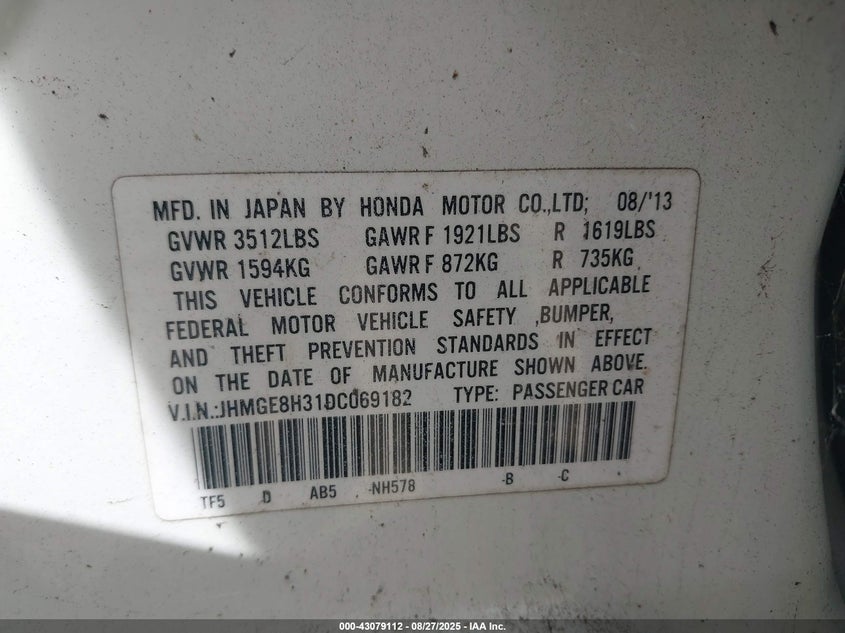 MFD. IN JAPAN BY HONDA MOTOR CO.,LTD; 08/'13
GVWR 3512LBS GAWR F 1921LBS R 1619LBS
GVWR 1594KG GAWR F 872KG R 735KG
THIS VEHICLE CONFORMS TO ALL APPLICABLE
FEDERAL MOTOR VEHICLE SAFETY ,BUMPER,
AND THEFT PREVENTION STANDARDS IN EFFECT
ON THE DATE OF MANUFACTURE SHOWN ABOVE.
V.I.N.:JHMGE8H31DC069182 TYPE: PASSENGER CAR
TF5 D AB5 -NH578 -B -C
000-43079112 - 08/27/2025 - IAA Inc.